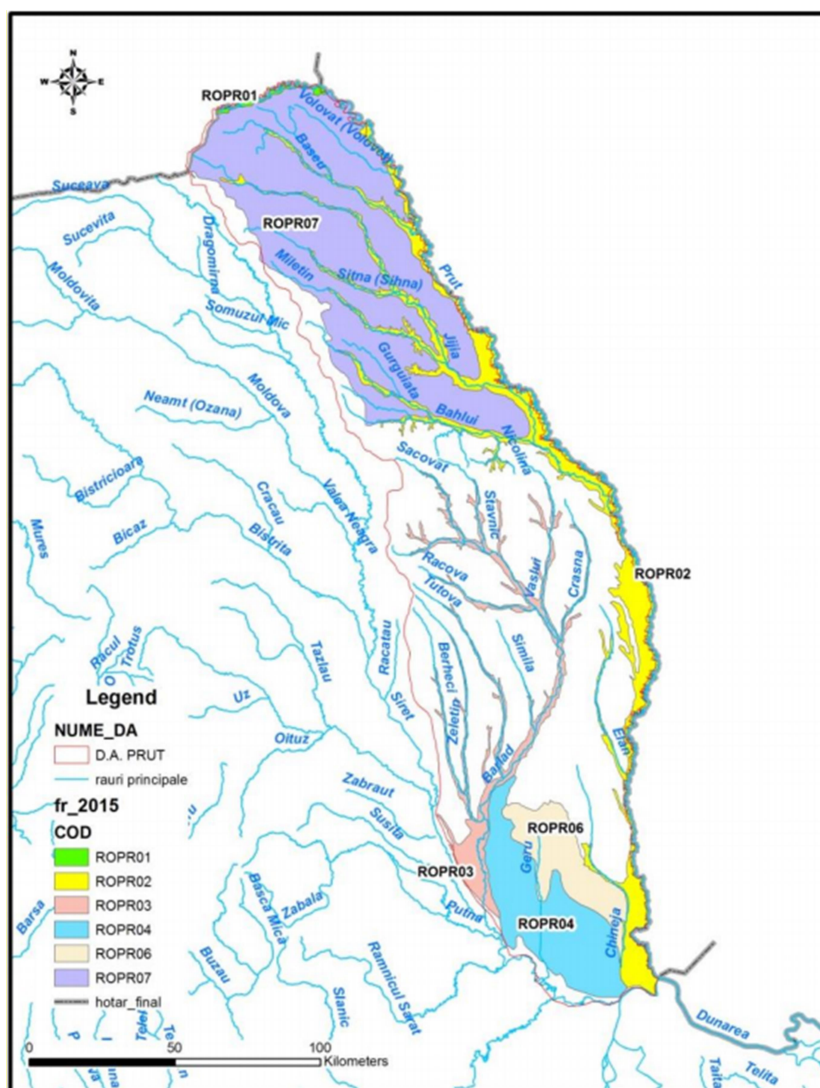 N
W E
S
ROPR01
Volovat (Volovat)
Baseu
Suceava
Sucevita
Dragomirna
ROPR07
Moldovita
Miletin
Sitna (Sihna)
Prut
Somuzul Mic
Jijia
Gurguiata
Moldova
Neamt (Ozana)
Bahlui
Nicolina
Sacovat
Bistricioara
Cracau
Valea Neagra
Stavnic
Mures
Bicaz
Bistrita
Racova
Vaslui
Crasna
ROPR02
Tutova
Racul
Trotus
O
Tazlau
Racatau
Simila
Berheci
Zeletin
Siret
Uz
Oituz
Elan
Barlad
Zabraut
Susita
ROPR06
Geru
ROPR03
Putna
ROPR04
Chineja
Barsa
Basca Mica
Zabala
Buzau
Ramnicul Sarat
Slanic
Dunarea
Telita
Taita
Legend
NUME_DA
D.A. PRUT
rauri principale
fr_2015
COD
ROPR01
ROPR02
ROPR03
ROPR04
ROPR06
ROPR07
hotar_final
0 50 100
Kilometers